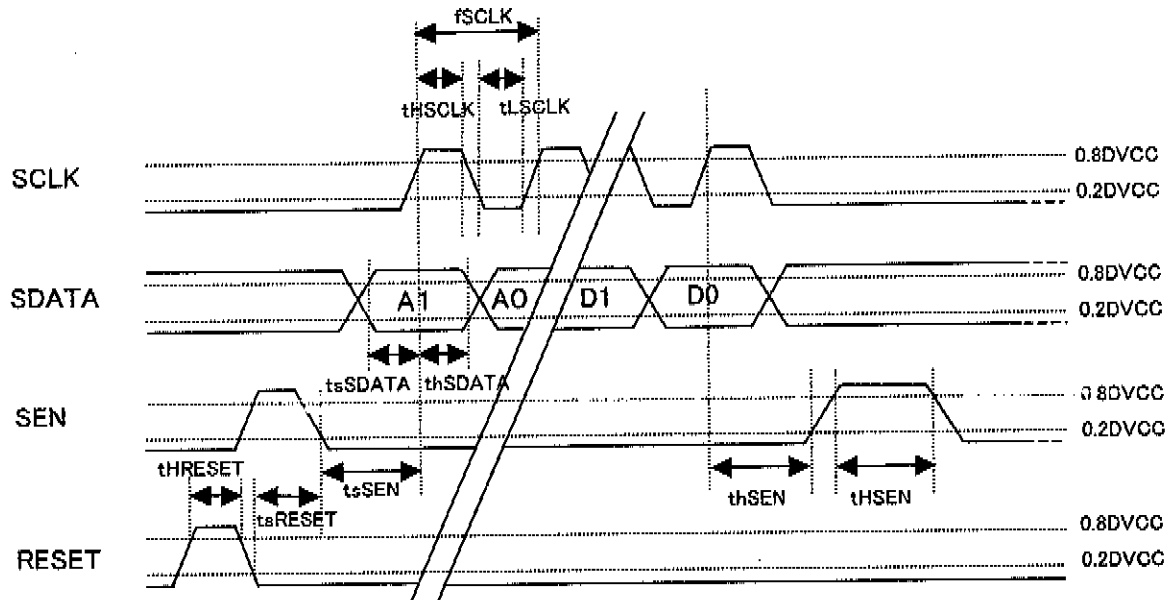 fSCLK
tHSCLK
tLSCLK
SCLK
0.8DVCC
0.2DVCC
SDATA
A1
A0
D1
D0
0.8DVCC
0.2DVCC
tsSDATA
thSDATA
SEN
0.8DVCC
0.2DVCC
tHRESET
tsRESET
tsSEN
thSEN
tHSEN
RESET
0.8DVCC
0.2DVCC